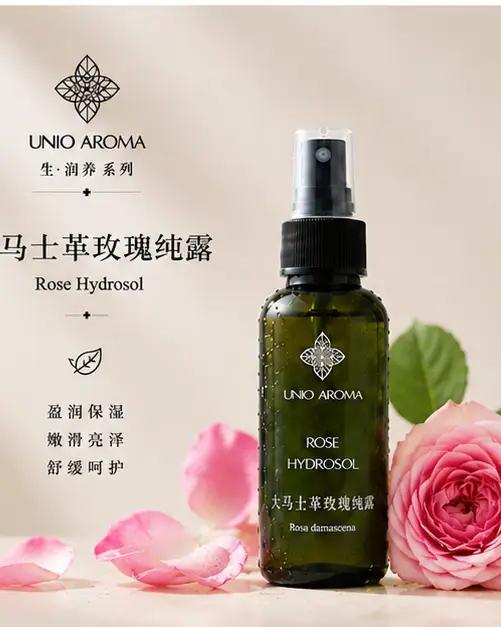 UNIO AROMA
生·润养系列
马士革玫瑰纯露
Rose Hydrosol
盈润保湿
嫩滑亮泽
舒缓呵护
UNIO AROMA
ROSE
HYDROSOL
大马士革玫瑰纯露
Rosa damascena